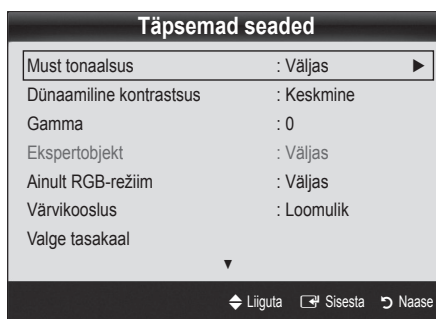 Täpsemad seaded
Must tonaalsus : Väljas ►
Dünaamiline kontrastsus : Keskmine
Gamma : 0
Ekspertobjekt : Väljas
Ainult RGB-režiim : Väljas
Värvikooslus : Loomulik
Valge tasakaal
▼
Liiguta Sisesta Naase